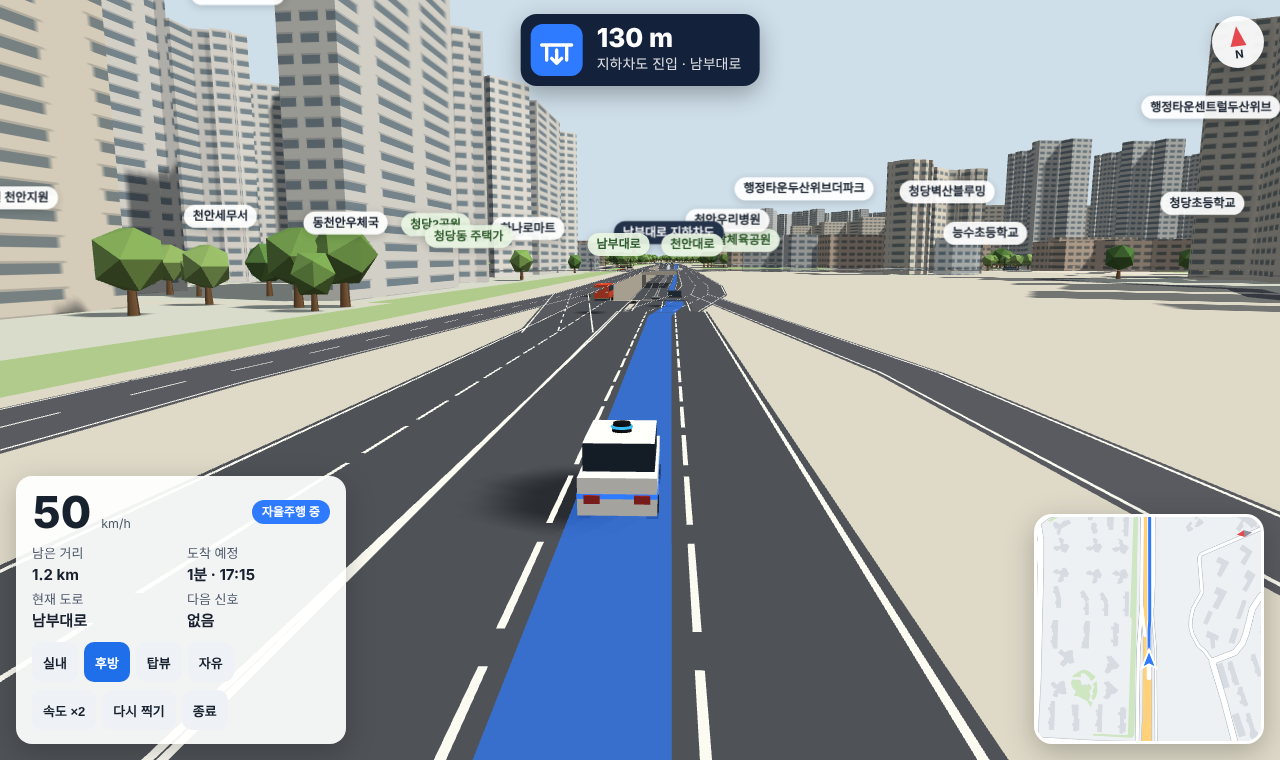 130 m
지하차도 진입 · 남부대로
N
행정타운센트럴두산위브
천안지원
천안세무서
동천안우체국
청당2공원
청당동 주택가
하나로마트
남부대로 지하차도
남부대로
천안대로
천안우리병원
체육공원
행정타운두산위브더파크
청당벽산블루밍
능수초등학교
청당초등학교
50 km/h
자율주행 중
남은 거리
도착 예정
1.2 km
1분 · 17:15
현재 도로
다음 신호
남부대로
없음
실내
후방
탑뷰
자유
속도 ×2
다시 찍기
종료